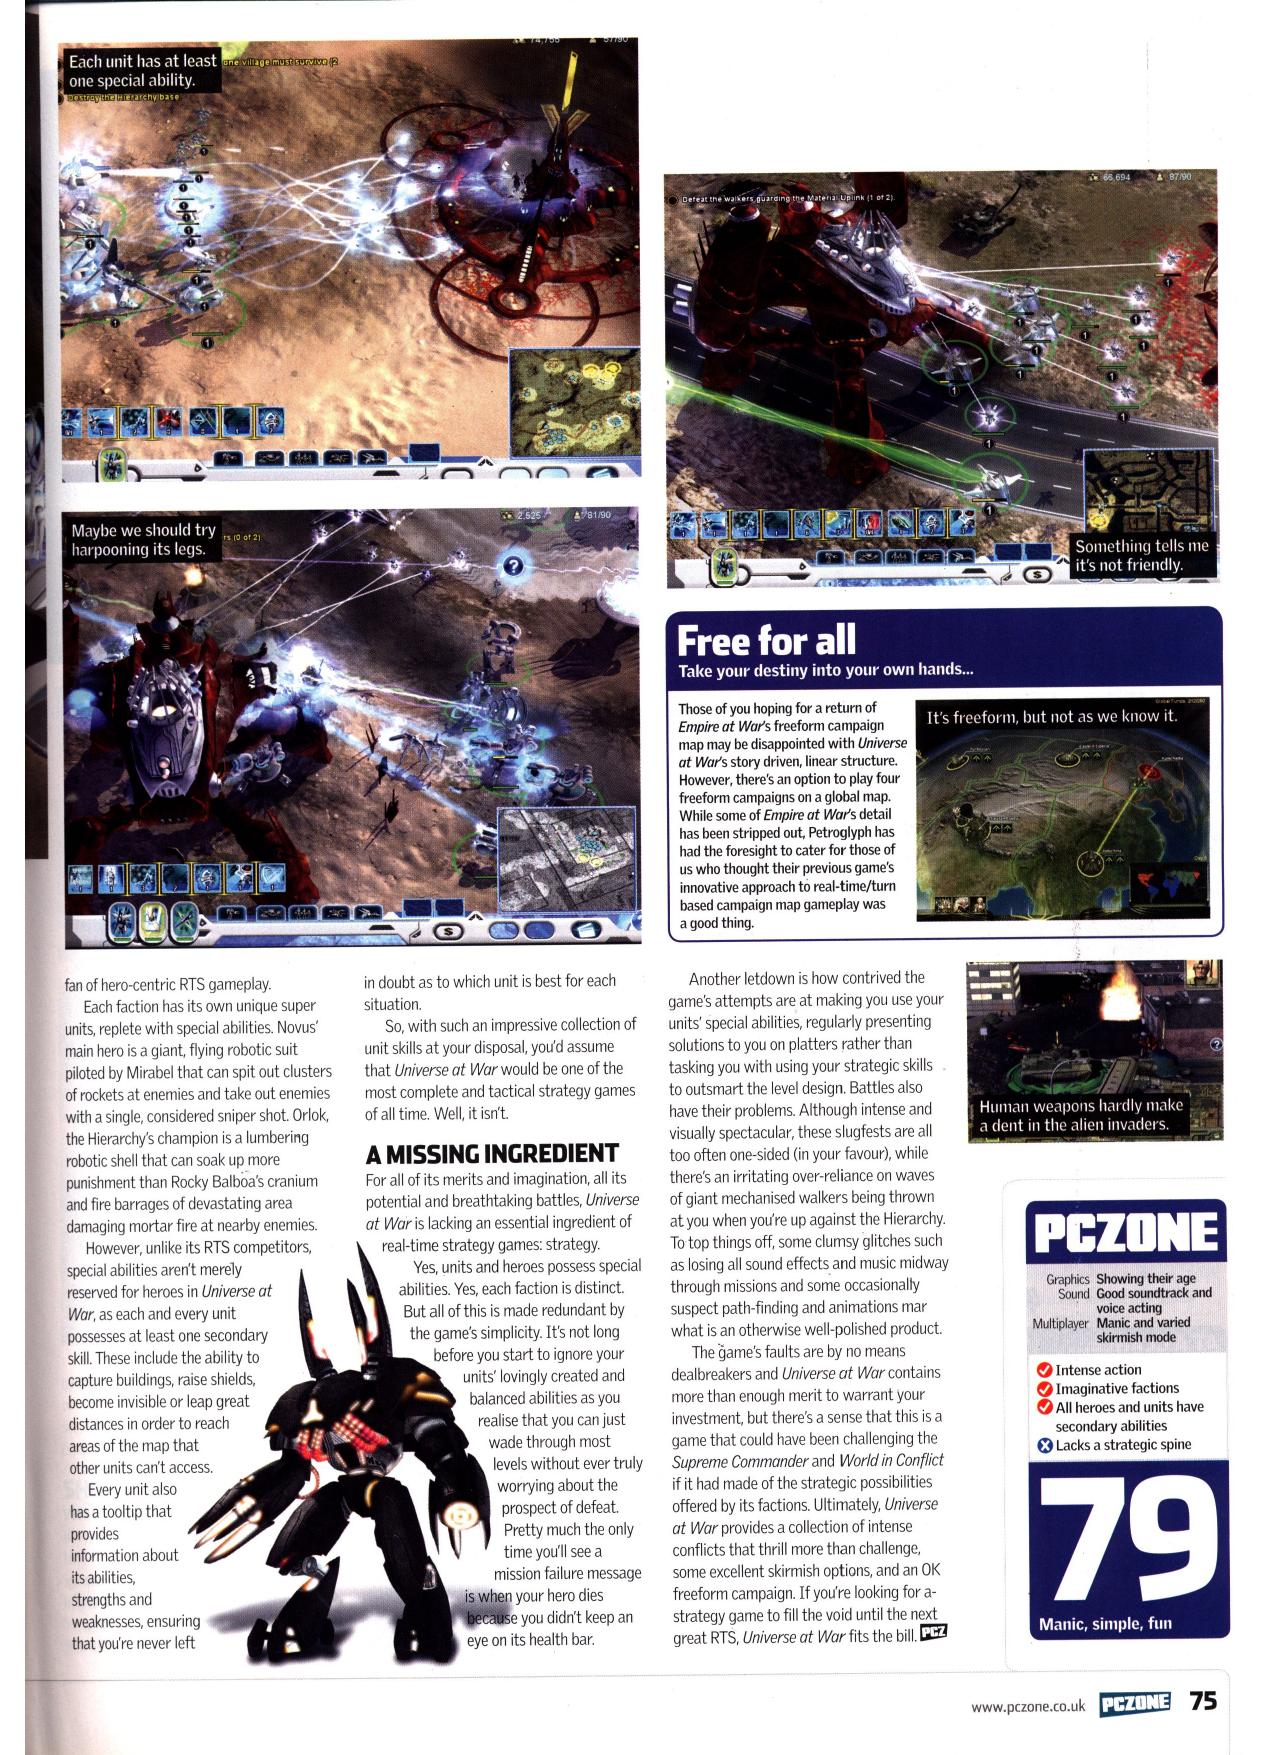 Each unit has at least
one special ability.
one village must survive (2
Destroy the Hierarchy base
74,755
57/90
Maybe we should try
harpooning its legs.
rs (0 of 2)
2,525
81/90
66,694
87/90
Defeat the walkers guarding the Material Uplink (1 of 2).
Something tells me
it's not friendly.
Free for all
Take your destiny into your own hands...
Those of you hoping for a return of
Empire at War's freeform campaign
map may be disappointed with Universe
at War's story driven, linear structure.
However, there's an option to play four
freeform campaigns on a global map.
While some of Empire at War's detail
has been stripped out, Petroglyph has
had the foresight to cater for those of
us who thought their previous game's
innovative approach to real-time/turn
based campaign map gameplay was
a good thing.
It's freeform, but not as we know it.
fan of hero-centric RTS gameplay.
Each faction has its own unique super
units, replete with special abilities. Novus'
main hero is a giant, flying robotic suit
piloted by Mirabel that can spit out clusters
of rockets at enemies and take out enemies
with a single, considered sniper shot. Orlok,
the Hierarchy's champion is a lumbering
robotic shell that can soak up more
punishment than Rocky Balboa's cranium
and fire barrages of devastating area
damaging mortar fire at nearby enemies.
However, unlike its RTS competitors,
special abilities aren't merely
reserved for heroes in Universe at
War, as each and every unit
possesses at least one secondary
skill. These include the ability to
capture buildings, raise shields,
become invisible or leap great
distances in order to reach
areas of the map that
other units can't access.
Every unit also
has a tooltip that
provides
information about
its abilities,
strengths and
weaknesses, ensuring
that you're never left
in doubt as to which unit is best for each
situation.
So, with such an impressive collection of
unit skills at your disposal, you'd assume
that Universe at War would be one of the
most complete and tactical strategy games
of all time. Well, it isn't.
A MISSING INGREDIENT
For all of its merits and imagination, all its
potential and breathtaking battles, Universe
at War is lacking an essential ingredient of
real-time strategy games: strategy.
Yes, units and heroes possess special
abilities. Yes, each faction is distinct.
But all of this is made redundant by
the game's simplicity. It's not long
before you start to ignore your
units' lovingly created and
balanced abilities as you
realise that you can just
wade through most
levels without ever truly
worrying about the
prospect of defeat.
Pretty much the only
time you'll see a
mission failure message
is when your hero dies
because you didn't keep an
eye on its health bar.
Another letdown is how contrived the
game's attempts are at making you use your
units' special abilities, regularly presenting
solutions to you on platters rather than
tasking you with using your strategic skills
to outsmart the level design. Battles also
have their problems. Although intense and
visually spectacular, these slugfests are all
too often one-sided (in your favour), while
there's an irritating over-reliance on waves
of giant mechanised walkers being thrown
at you when you're up against the Hierarchy.
To top things off, some clumsy glitches such
as losing all sound effects and music midway
through missions and some occasionally
suspect path-finding and animations mar
what is an otherwise well-polished product.
The game's faults are by no means
dealbreakers and Universe at War contains
more than enough merit to warrant your
investment, but there's a sense that this is a
game that could have been challenging the
Supreme Commander and World in Conflict
if it had made of the strategic possibilities
offered by its factions. Ultimately, Universe
at War provides a collection of intense
conflicts that thrill more than challenge,
some excellent skirmish options, and an OK
freeform campaign. If you're looking for a
strategy game to fill the void until the next
great RTS, Universe at War fits the bill. PCZ
Human weapons hardly make
a dent in the alien invaders.
PCZONE
Graphics Showing their age
Sound Good soundtrack and
voice acting
Multiplayer Manic and varied
skirmish mode
Intense action
Imaginative factions
All heroes and units have
secondary abilities
Lacks a strategic spine
79
Manic, simple, fun
www.pczone.co.uk PCZONE 75